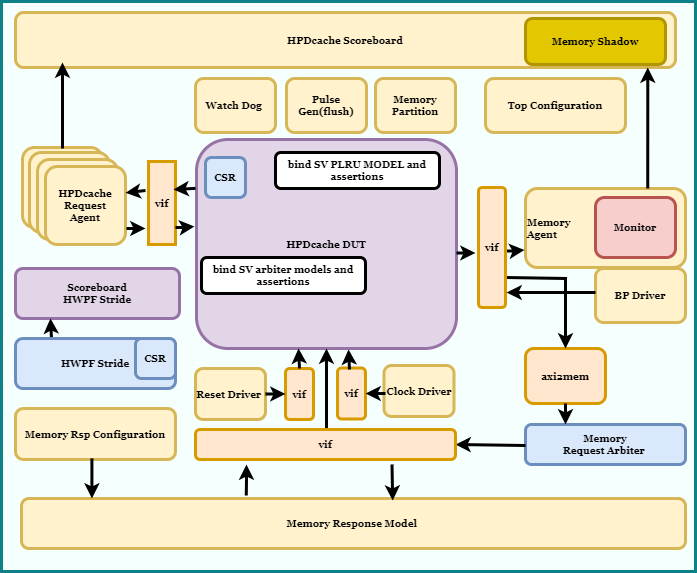 HPDcache Scoreboard
Memory Shadow
Watch Dog
Pulse
Gen(flush)
Memory
Partition
Top Configuration
HPDcache
Request
Agent
vif
CSR
bind SV PLRU MODEL and
assertions
HPDcache DUT
bind SV arbiter models and
assertions
vif
Memory
Agent
Monitor
BP Driver
Scoreboard
HWPF Stride
HWPF Stride
CSR
Reset Driver
vif
vif
Clock Driver
axi2mem
Memory Rsp Configuration
vif
Memory
Request Arbiter
Memory Response Model